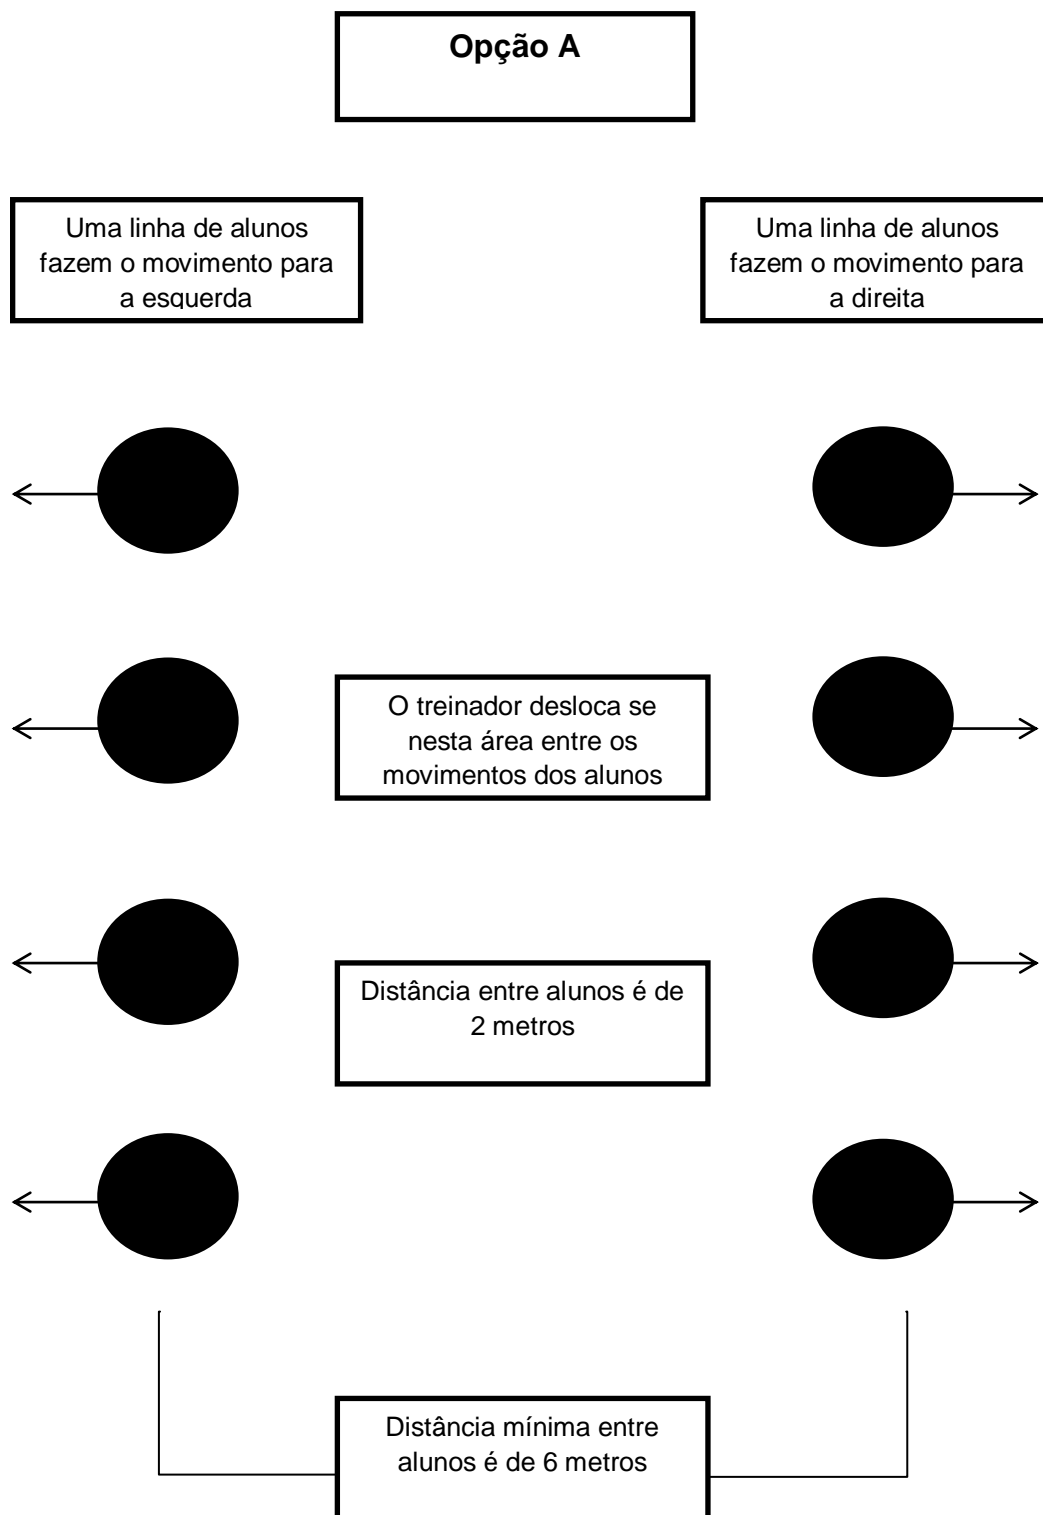 Opção A
Uma linha de alunos
fazem o movimento para
a esquerda
Uma linha de alunos
fazem o movimento para
a direita
O treinador desloca se
nesta área entre os
movimentos dos alunos
Distância entre alunos é de
2 metros
Distância mínima entre
alunos é de 6 metros